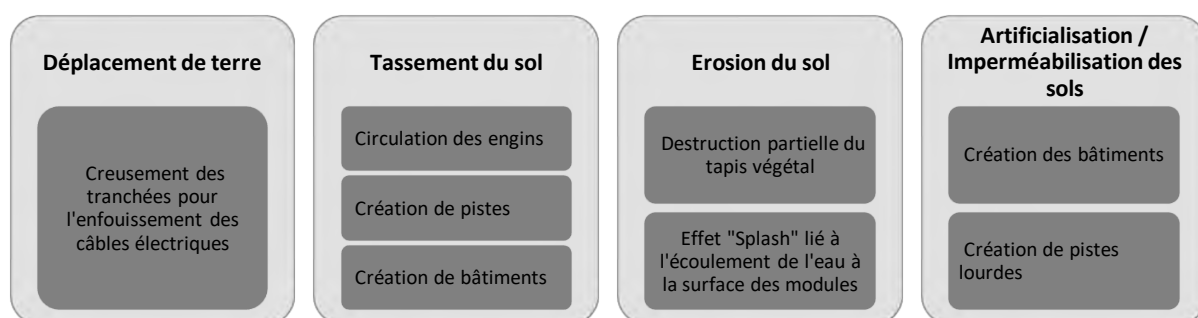 Déplacement de terre
Creusement des
tranchées pour
l'enfouissement des
câbles électriques
Tassement du sol
Circulation des engins
Création de pistes
Création de bâtiments
Erosion du sol
Destruction partielle du
tapis végétal
Effet "Splash" lié à
l'écoulement de l'eau à
la surface des modules
Artificialisation /
Imperméabilisation des
sols
Création des bâtiments
Création de pistes
lourdes